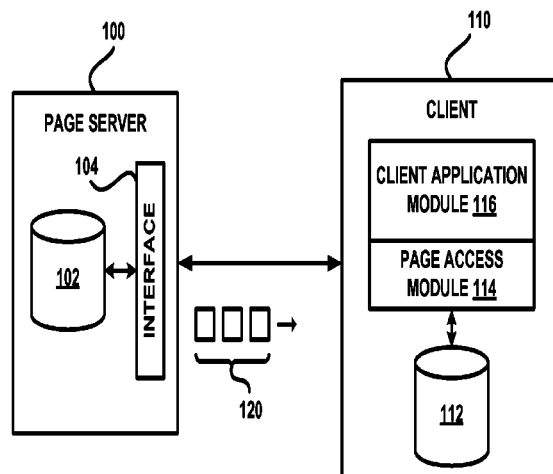 100
110
PAGE SERVER
CLIENT
104
INTERFACE
102
CLIENT APPLICATION
MODULE 116
PAGE ACCESS
MODULE 114
120
112